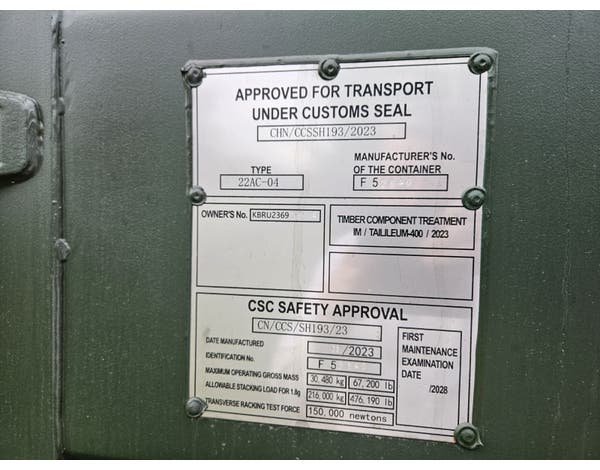 APPROVED FOR TRANSPORT
UNDER CUSTOMS SEAL
CHN/CCSSH193/2023
TYPE
22AC-04
MANUFACTURER'S No.
OF THE CONTAINER
F 5
OWNER'S No. KBRU2369
TIMBER COMPONENT TREATMENT
IM / TAILILEUM-400 / 2023
CSC SAFETY APPROVAL
CN/CCS/SH193/23
DATE MANUFACTURED /2023
IDENTIFICATION No. F 5
MAXIMUM OPERATING GROSS MASS 30,480 kg 67,200 lb
ALLOWABLE STACKING LOAD FOR 1.8g 216,000 kg 476,190 lb
TRANSVERSE RACKING TEST FORCE 150,000 newtons
FIRST
MAINTENANCE
EXAMINATION
DATE
/2028